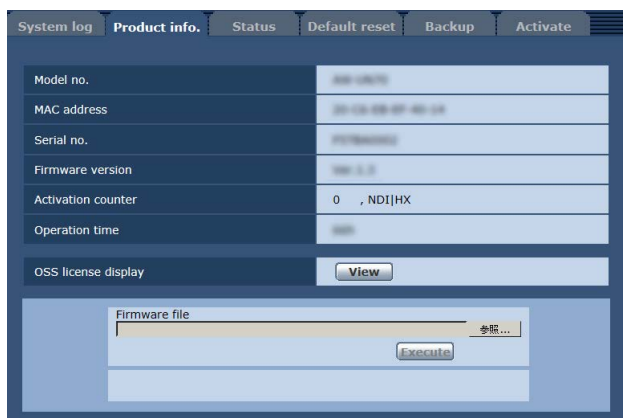 System log Product info. Status Default reset Backup Activate
Model no.
MAC address
Serial no.
Firmware version
Activation counter 0 , NDI|HX
Operation time
OSS license display View
Firmware file
参照...
Execute